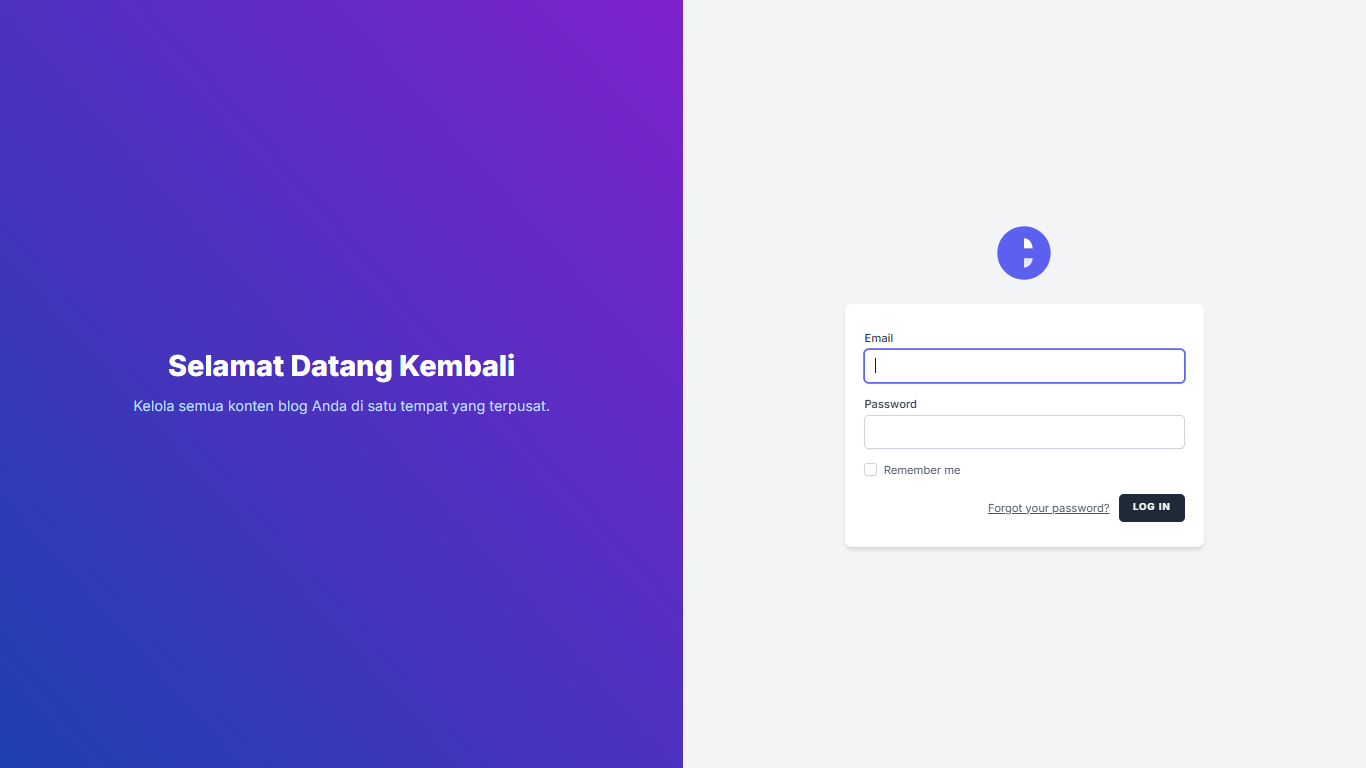 Selamat Datang Kembali
Kelola semua konten blog Anda di satu tempat yang terpusat.
Email
Password
Remember me
Forgot your password?
LOG IN